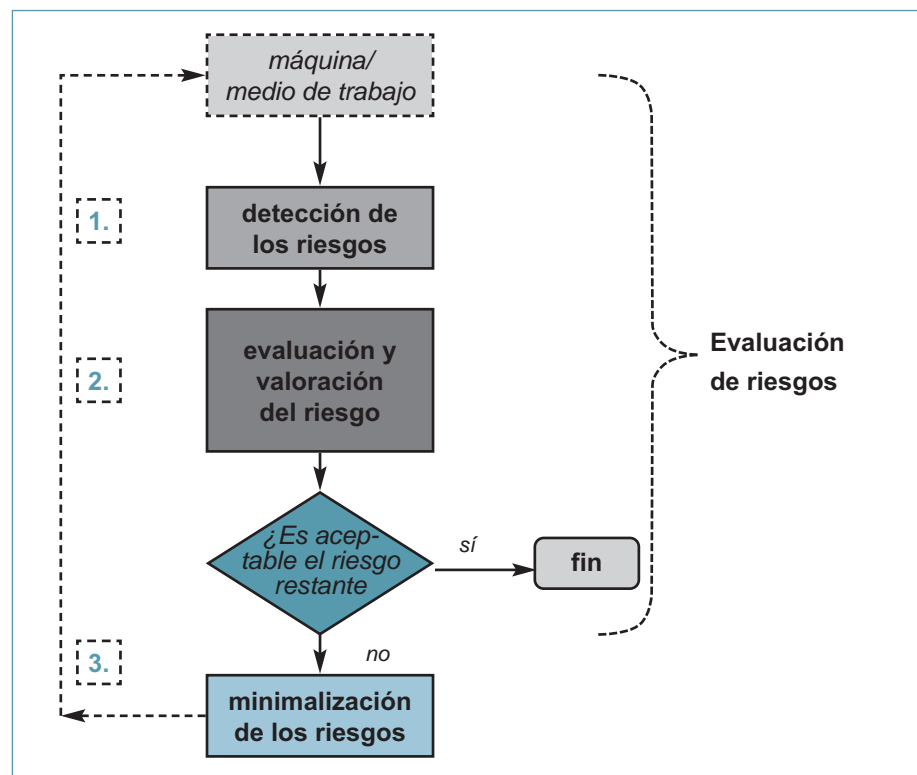 máquina/
medio de trabajo
1.
detección de
los riesgos
2.
evaluación y
valoración
del riesgo
Evaluación
de riesgos
¿Es acep-
table el riesgo
restante
sí
fin
no
3.
minimalización
de los riesgos